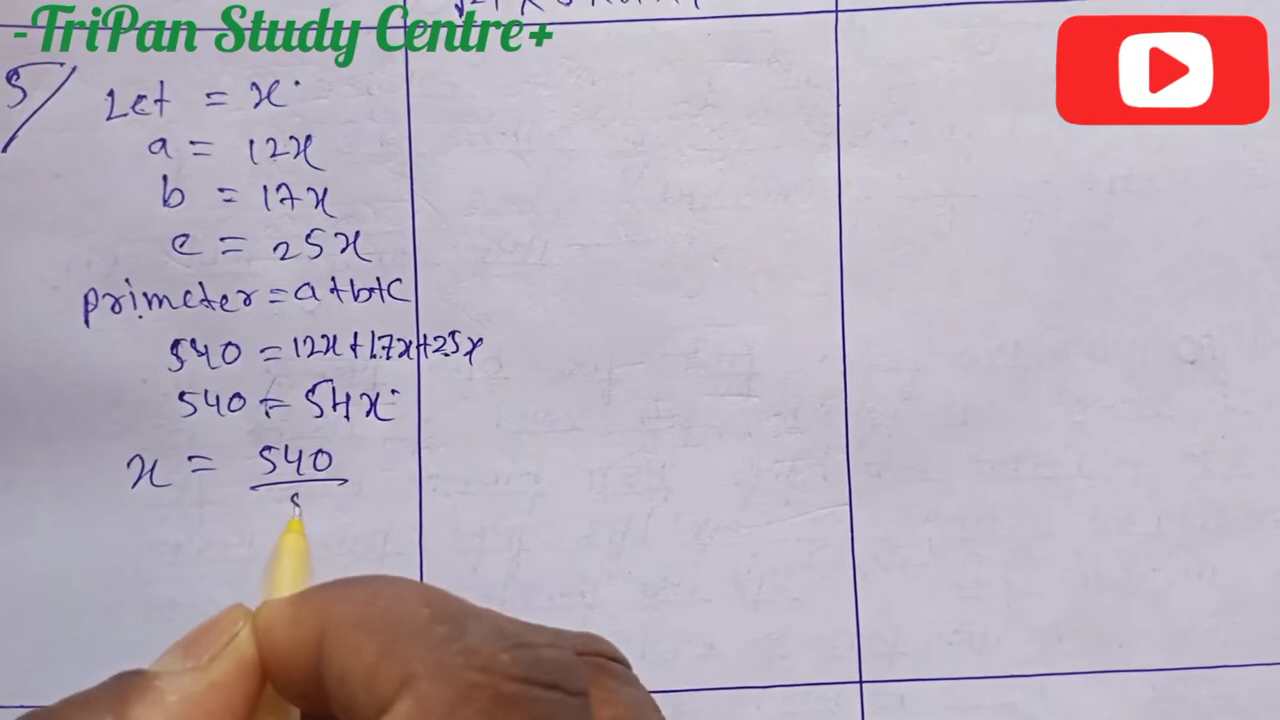 -TriPan Study Centre+
5/ Let = x
a = 12x
b = 17x
c = 25x
primeter = a+b+c
540 = 12x+17x+25x
540 = 54x
x = 540